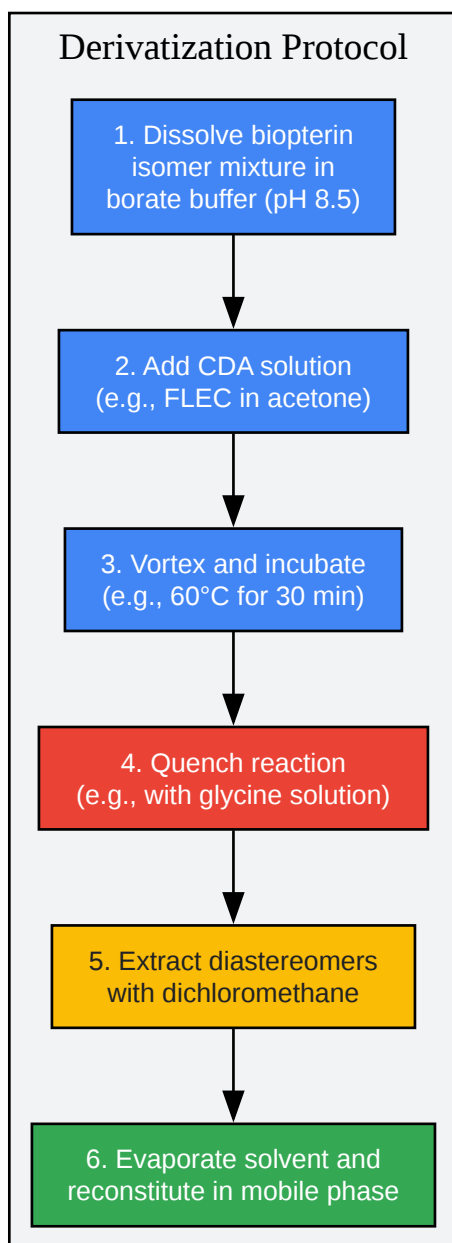 Derivatization Protocol
1. Dissolve biopterin
isomer mixture in
borate buffer (pH 8.5)
2. Add CDA solution
(e.g., FLEC in acetone)
3. Vortex and incubate
(e.g., 60°C for 30 min)
4. Quench reaction
(e.g., with glycine solution)
5. Extract diastereomers
with dichloromethane
6. Evaporate solvent and
reconstitute in mobile phase